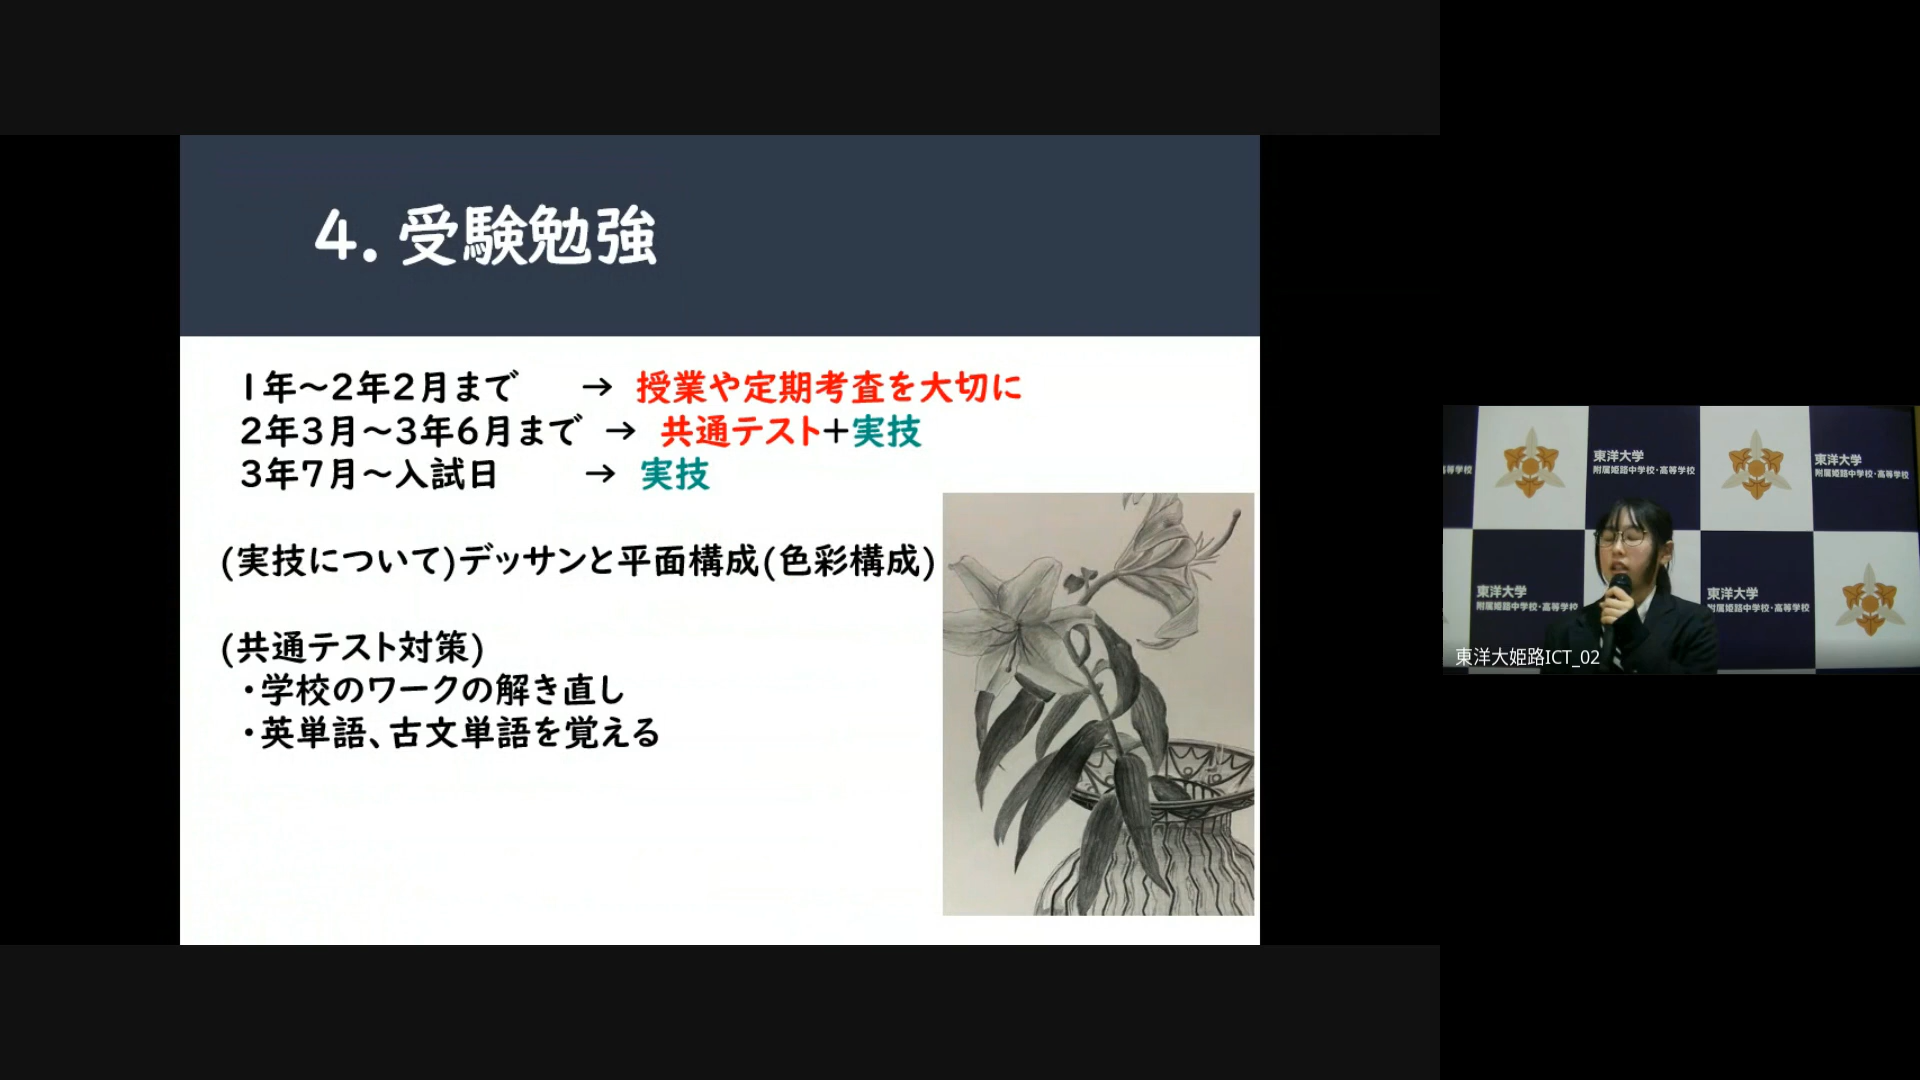 4. 受験勉強
1年～2年2月まで → 授業や定期考査を大切に
2年3月～3年6月まで → 共通テスト+実技
3年7月～入試日 → 実技
(実技について)デッサンと平面構成(色彩構成)
(共通テスト対策)
・学校のワークの解き直し
・英単語、古文単語を覚える
等学校
東洋大学
附属姫路中学校・高等学校
東洋大学
附属姫路中学校・高等学校
東洋大学
附属姫路中学校・高等学校
東洋大学
附属姫路中学校・高等学校
東洋大姫路ICT_02